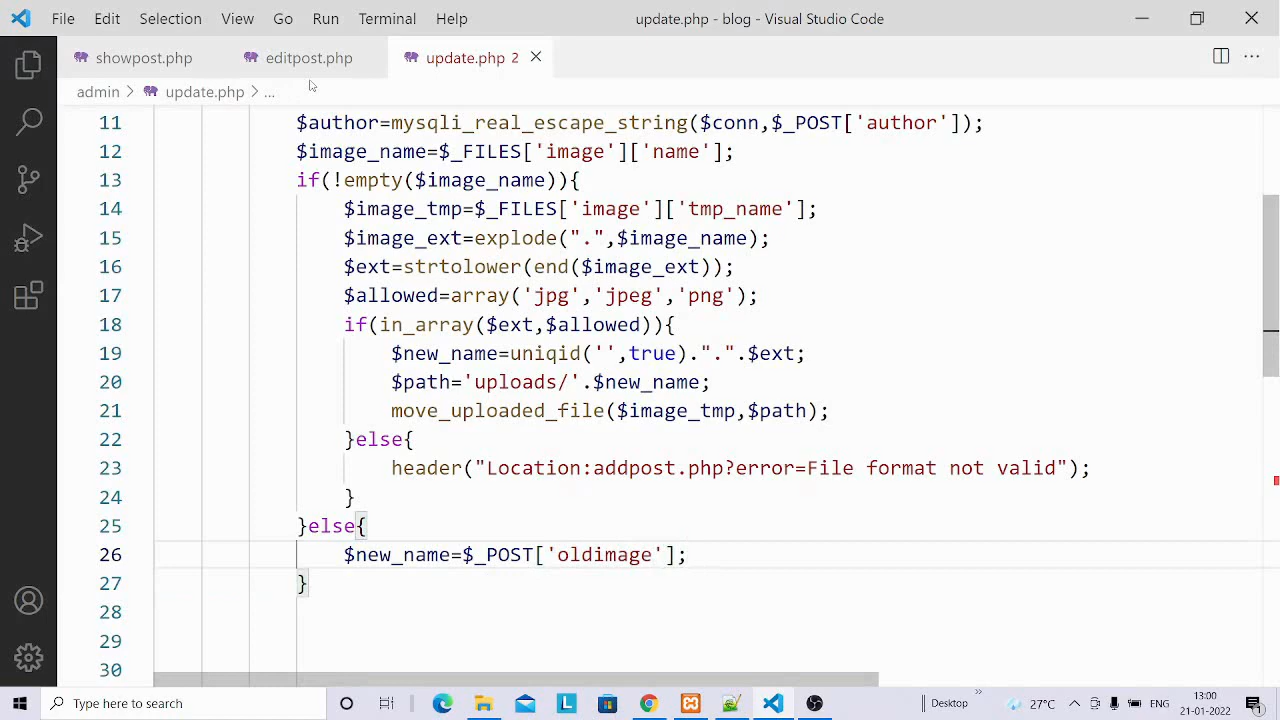 File Edit Selection View Go Run Terminal Help update.php - blog - Visual Studio Code
showpost.php editpost.php update.php 2
admin > update.php > ...
11 $author=mysqli_real_escape_string($conn,$_POST['author']);
12 $image_name=$_FILES['image']['name'];
13 if(!empty($image_name)){
14 $image_tmp=$_FILES['image']['tmp_name'];
15 $image_ext=explode(".",$image_name);
16 $ext=strtolower(end($image_ext));
17 $allowed=array('jpg','jpeg','png');
18 if(in_array($ext,$allowed)){
19 $new_name=uniqid('',true).".".$ext;
20 $path='uploads/'.$new_name;
21 move_uploaded_file($image_tmp,$path);
22 }else{
23 header("Location:addpost.php?error=File format not valid");
24 }
25 }else{
26 $new_name=$_POST['oldimage'];
27 }
28
29
30
Type here to search
Desktop
27°C
ENG
13:00
21-01-2022
1